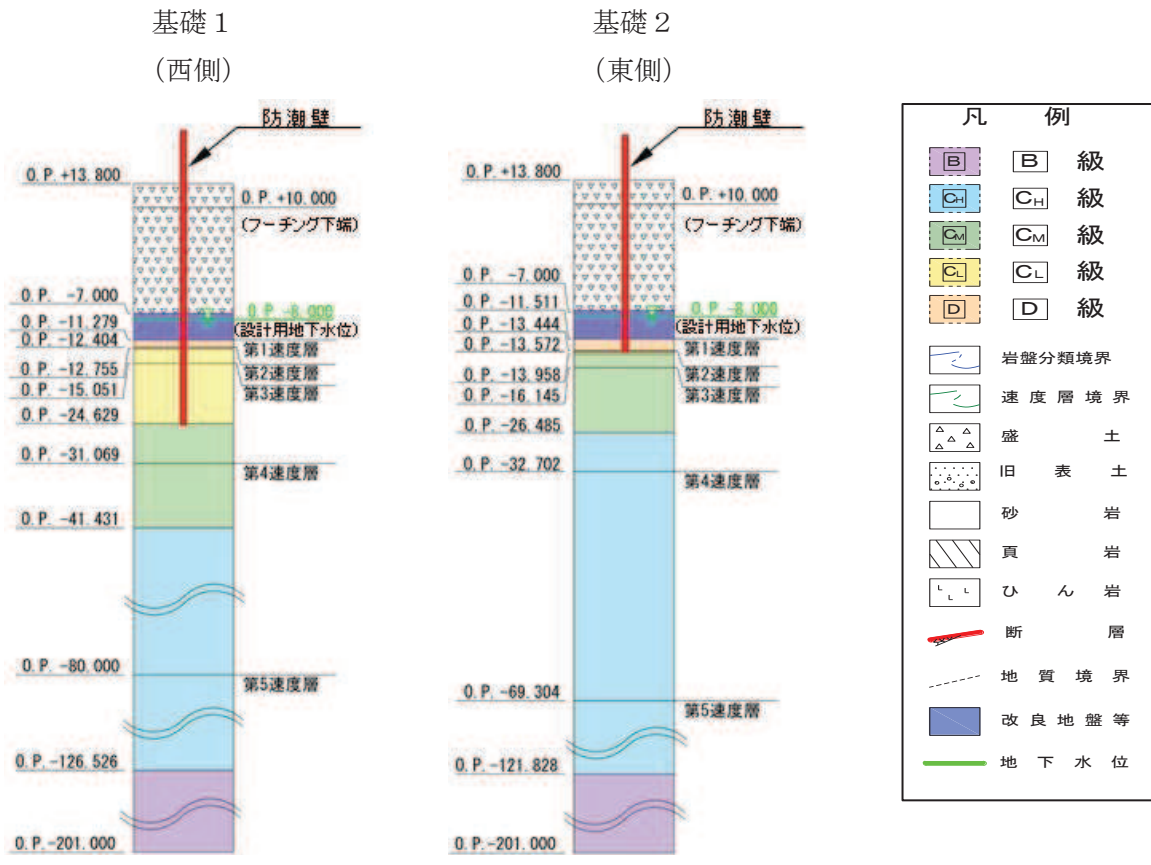 基礎１
（西側）
防潮壁
O.P.+13.800
O.P.+10.000
(フーチング下端)
O.P. -7.000
O.P. -8.000
O.P. -11.279
(設計用地下水位)
O.P. -12.404
第1速度層
O.P. -12.755
第2速度層
O.P. -15.051
第3速度層
O.P. -24.629
O.P. -31.069
第4速度層
O.P. -41.431
O.P. -80.000
第5速度層
O.P. -126.526
O.P.-201.000
基礎２
（東側）
防潮壁
O.P.+13.800
O.P.+10.000
(フーチング下端)
O.P. -7.000
O.P. -8.000
O.P. -11.511
(設計用地下水位)
O.P. -13.444
第1速度層
O.P. -13.572
第2速度層
O.P. -13.958
第3速度層
O.P. -16.145
O.P. -26.485
O.P. -32.702
第4速度層
O.P. -69.304
第5速度層
O.P. -121.828
O.P.-201.000
凡 例
B B 級
CH CH 級
CM CM 級
CL CL 級
D D 級
岩盤分類境界
速度層境界
盛土
旧表土
砂岩
頁岩
ひん岩
断層
地質境界
改良地盤等
地下水位